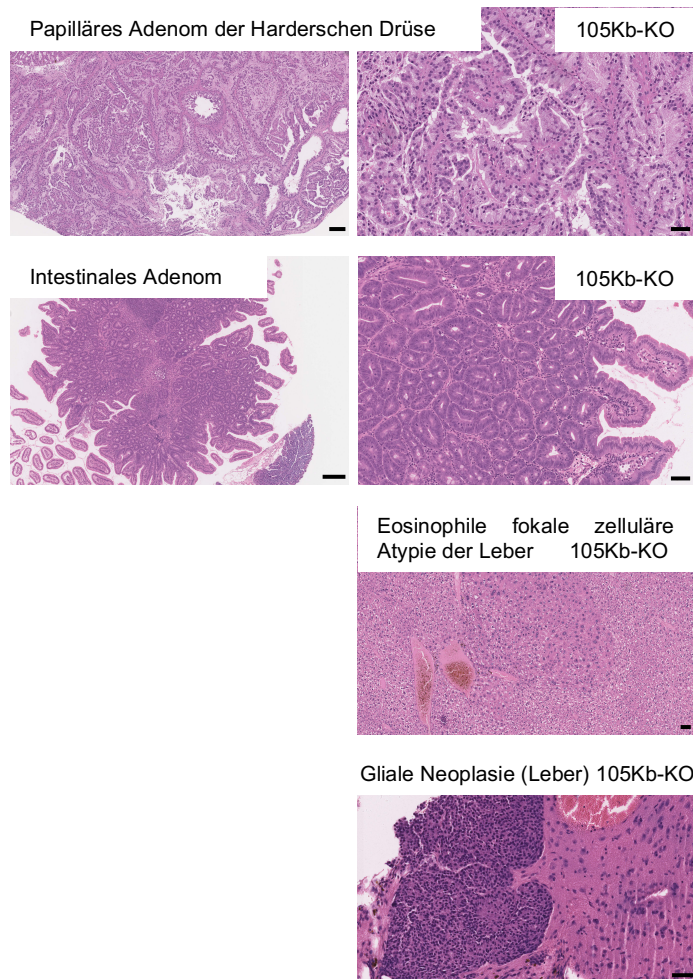 Papilläres Adenom der Harderschen Drüse
105Kb-KO
Intestinales Adenom
105Kb-KO
Eosinophile fokale zelluläre
Atypie der Leber 105Kb-KO
Gliale Neoplasie (Leber) 105Kb-KO